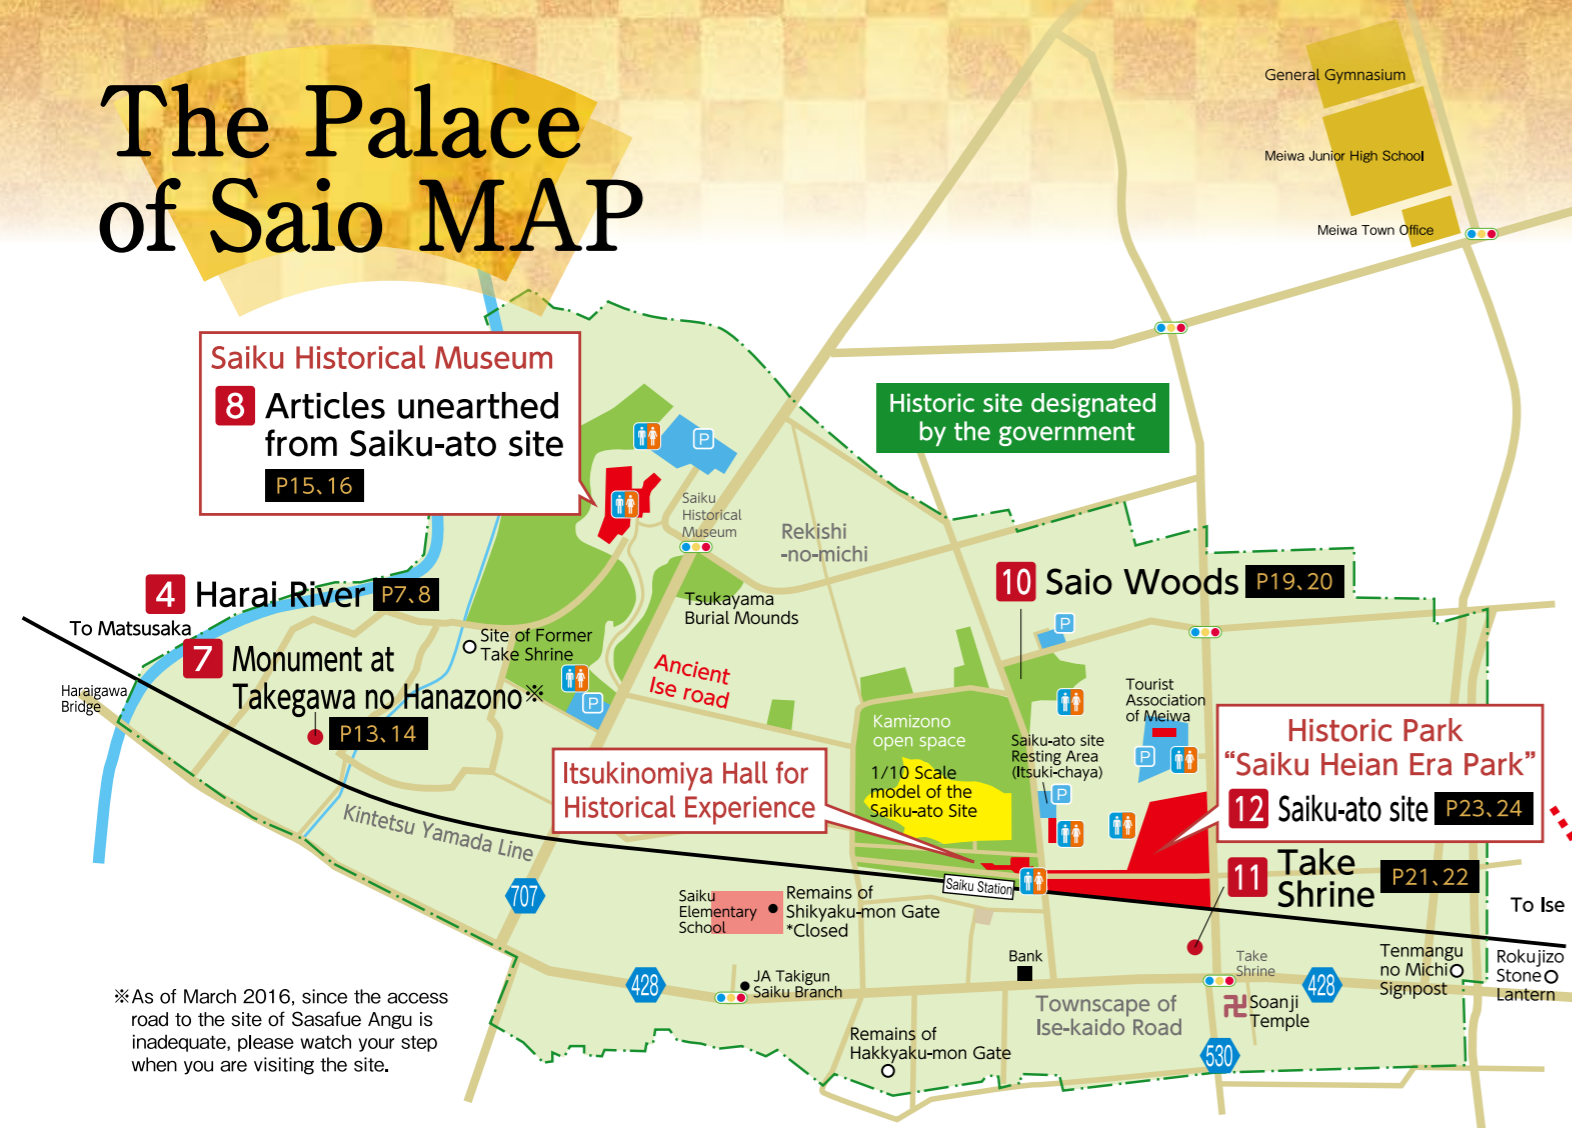 The Palace
of Saio MAP
General Gymnasium
Meiwa Junior High School
Meiwa Town Office
Saiku Historical Museum
8 Articles unearthed
from Saiku-ato site
P15、16
Historic site designated
by the government
P
Saiku
Historical
Museum
Rekishi
-no-michi
4 Harai River P7、8
To Matsusaka
7 Monument at
Takegawa no Hanazono※
P13、14
Haraigawa
Bridge
Site of Former
Take Shrine
P
Tsukayama
Burial Mounds
Ancient
Ise road
10 Saio Woods P19、20
P
Tourist
Association
of Meiwa
P
Kamizono
open space
1/10 Scale
model of the
Saiku-ato Site
Saiku-ato site
Resting Area
(Itsuki-chaya)
P
Historic Park
“Saiku Heian Era Park”
12 Saiku-ato site P23、24
Itsukinomiya Hall for
Historical Experience
Kintetsu Yamada Line
Saiku Station
11 Take
Shrine
P21、22
To Ise
707
Saiku
Elementary
School
Remains of
Shikyaku-mon Gate
*Closed
428
JA Takigun
Saiku Branch
Bank
Take
Shrine
428
Tenmangu
no Michi
Signpost
Rokujizo
Stone
Lantern
Townscape of
Ise-kaido Road
卍 Soanji
Temple
Remains of
Hakkyaku-mon Gate
530
※As of March 2016, since the access
road to the site of Sasafue Angu is
inadequate, please watch your step
when you are visiting the site.